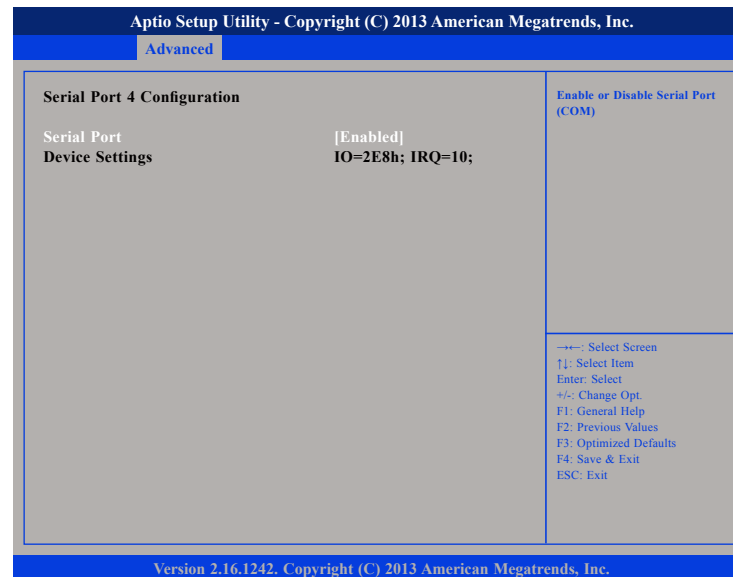 Aptio Setup Utility - Copyright (C) 2013 American Megatrends, Inc.
Advanced
Serial Port 4 Configuration
Serial Port [Enabled]
Device Settings IO=2E8h; IRQ=10;
Enable or Disable Serial Port
(COM)
→←: Select Screen
↑↓: Select Item
Enter: Select
+/-: Change Opt.
F1: General Help
F2: Previous Values
F3: Optimized Defaults
F4: Save & Exit
ESC: Exit
Version 2.16.1242. Copyright (C) 2013 American Megatrends, Inc.